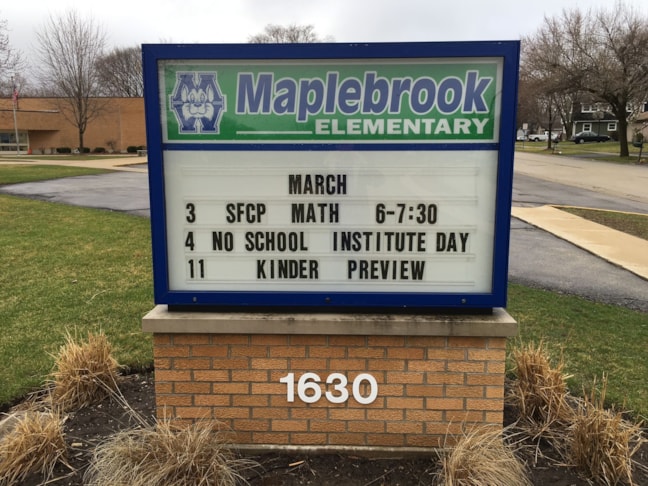 Maplebrook
ELEMENTARY
MARCH
3 SFCP MATH 6-7:30
4 NO SCHOOL INSTITUTE DAY
11 KINDER PREVIEW
1630